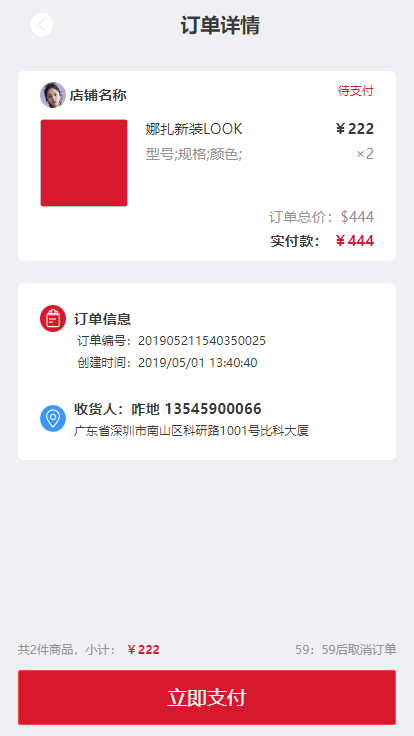 订单详情
店铺名称
待支付
娜扎新装LOOK ￥222
型号;规格;颜色; ×2
订单总价：$444
实付款： ￥444
订单信息
订单编号：201905211540350025
创建时间：2019/05/01 13:40:40
收货人：咋地 13545900066
广东省深圳市南山区科研路1001号比科大厦
共2件商品，小计：￥222
59：59后取消订单
立即支付